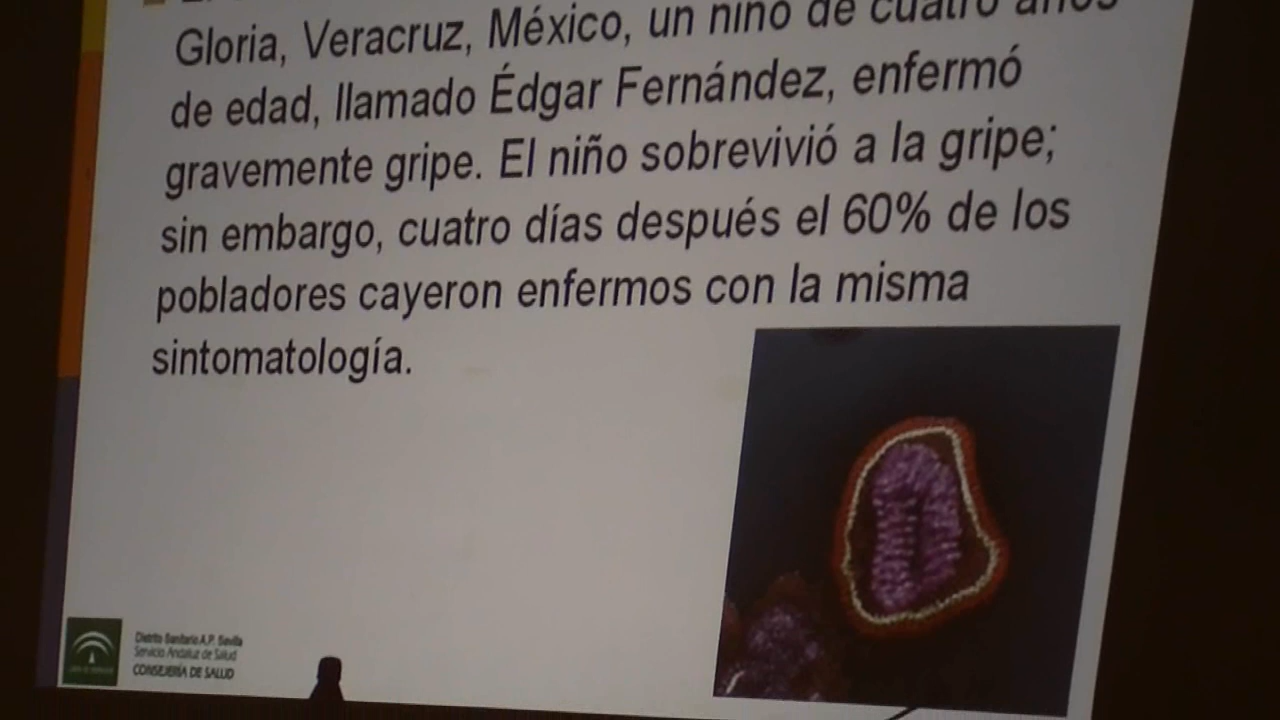 Gloria, Veracruz, México, un niño de cuatro años
de edad, llamado Édgar Fernández, enfermó
gravemente gripe. El niño sobrevivió a la gripe;
sin embargo, cuatro días después el 60% de los
pobladores cayeron enfermos con la misma
sintomatología.
Distrito Sanitario A.P. Sevilla
Servicio Andaluz de Salud
CONSEJERÍA DE SALUD